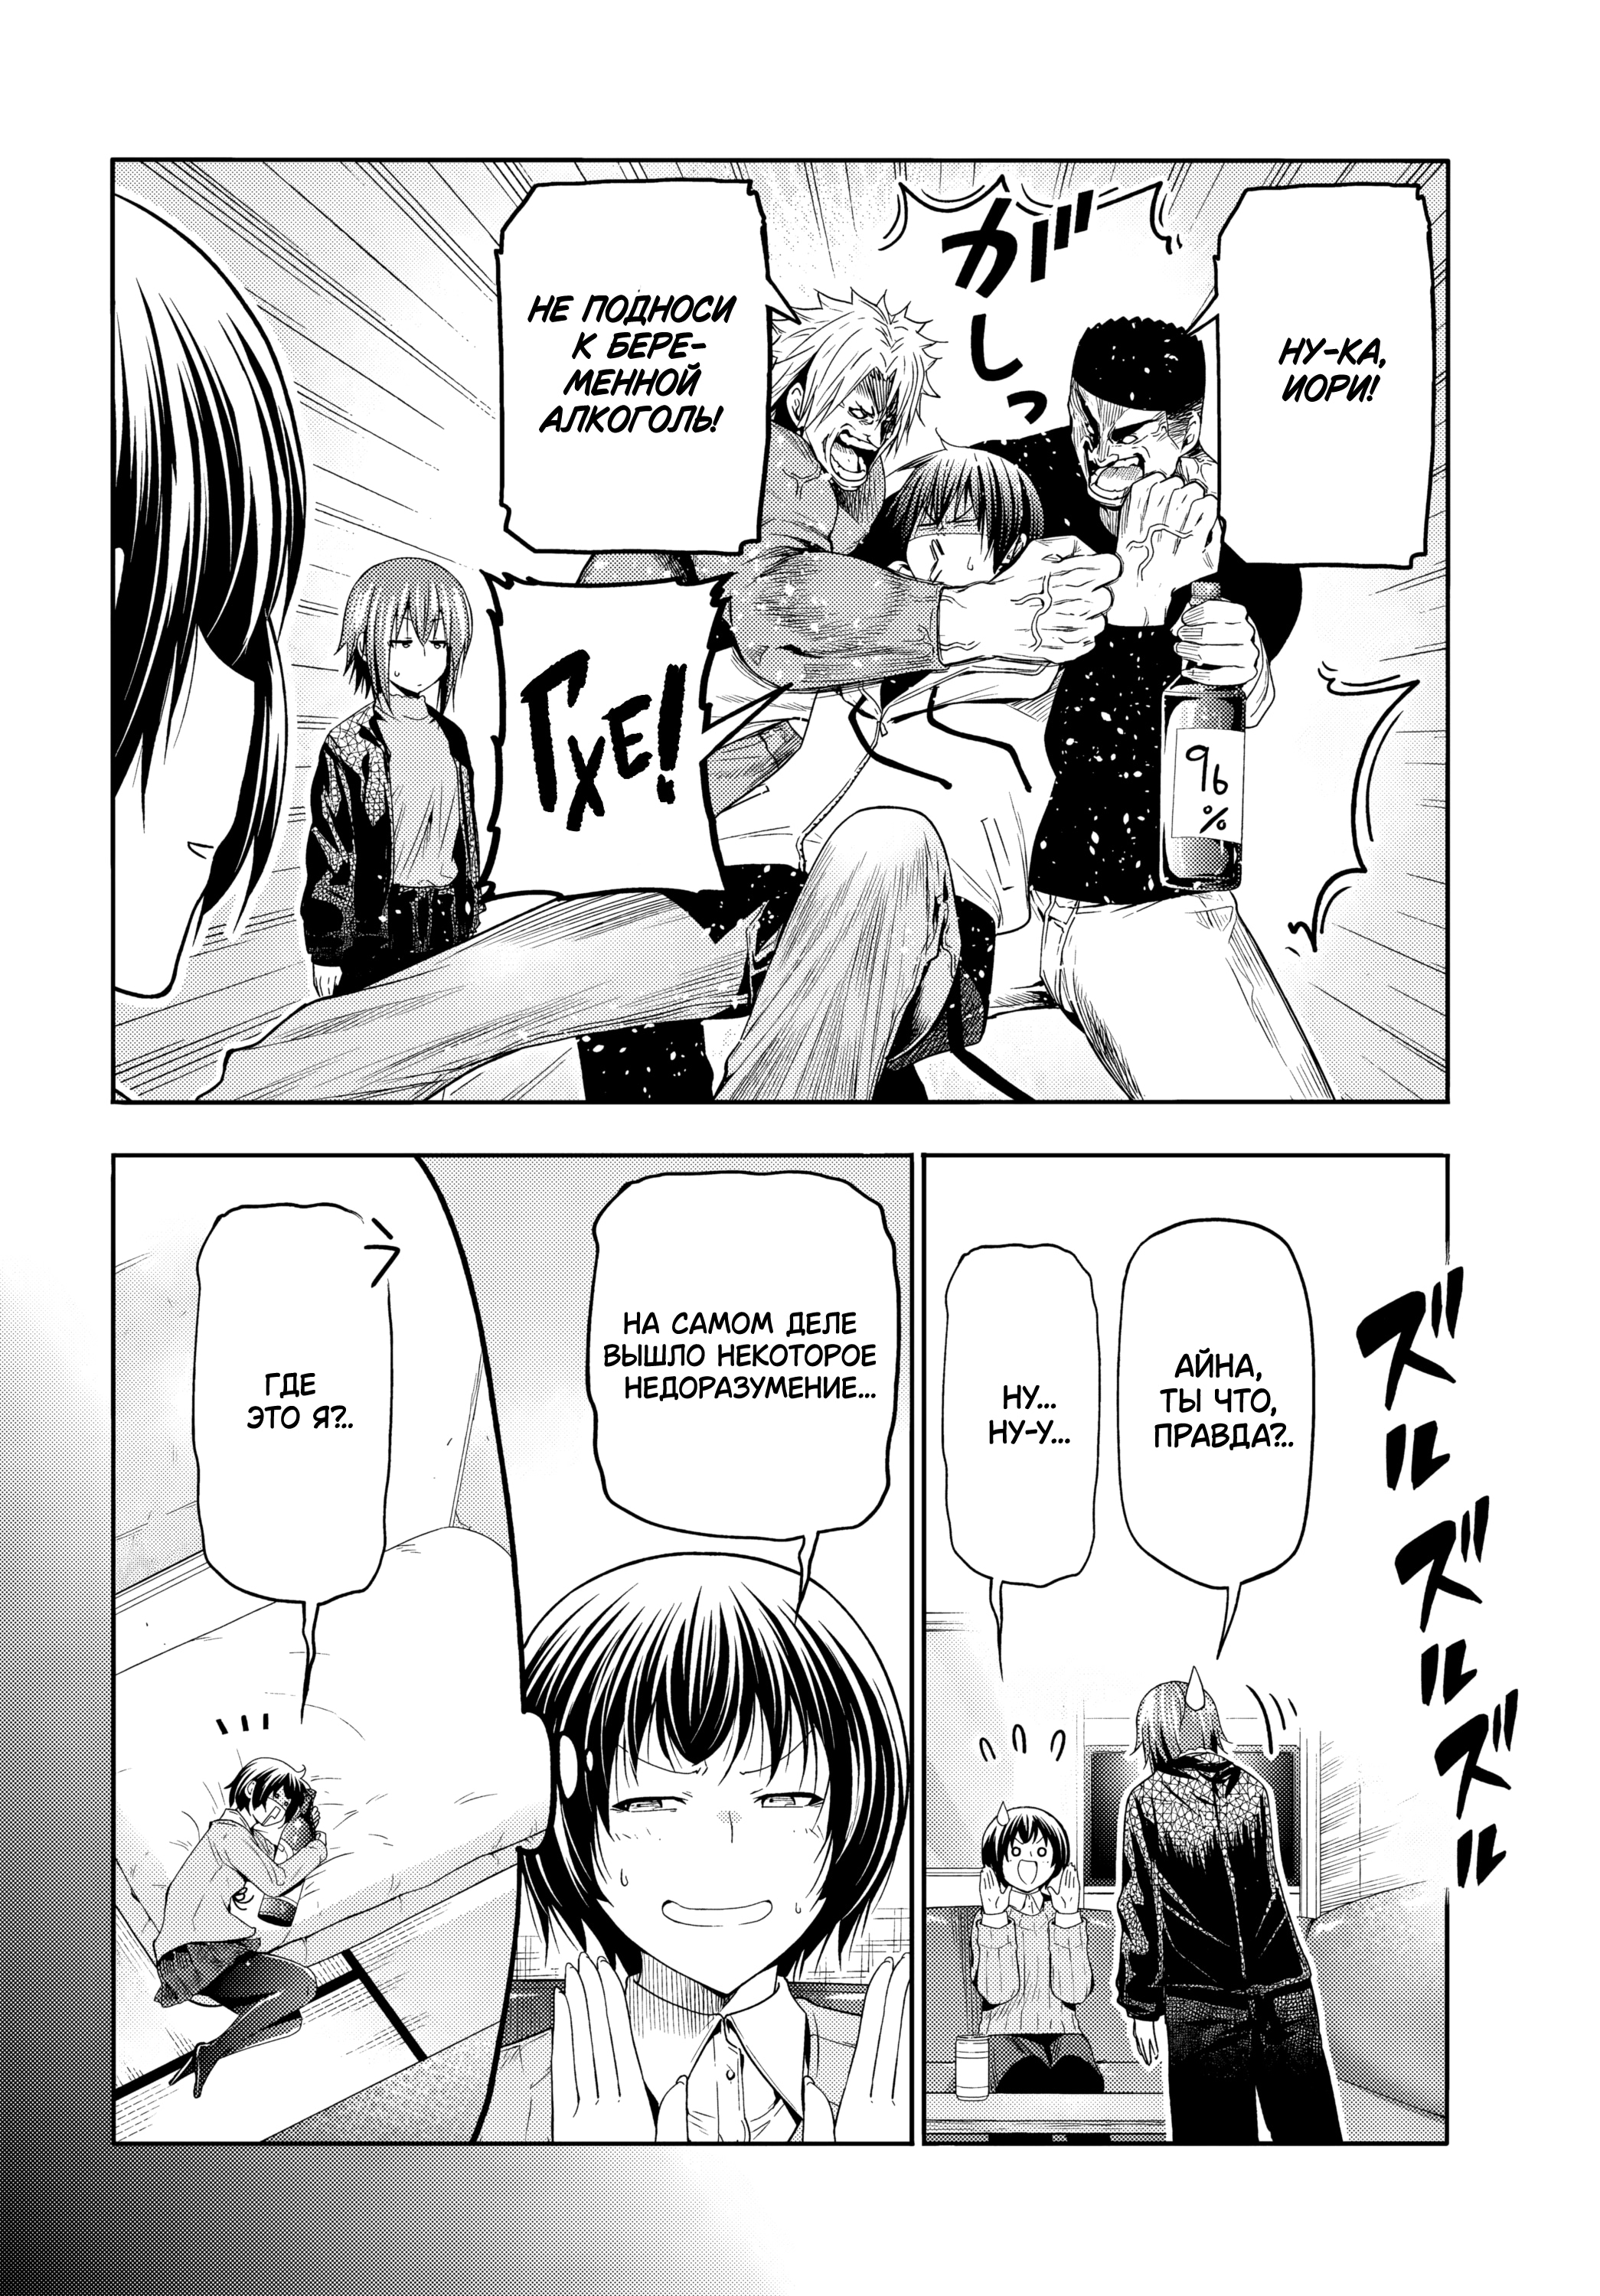 НУ-КА,
ИОРИ!
ガ
しっ
НЕ ПОДНОСИ
К БЕРЕ-
МЕННОЙ
АЛКОГОЛЬ!
ГХЕ!
96
%
ズルズルズル
АЙНА,
ТЫ ЧТО,
ПРАВДА?..
НУ...
НУ-У...
НА САМОМ ДЕЛЕ
ВЫШЛО НЕКОТОРОЕ
НЕДОРАЗУМЕНИЕ...
ГДЕ
ЭТО Я?..